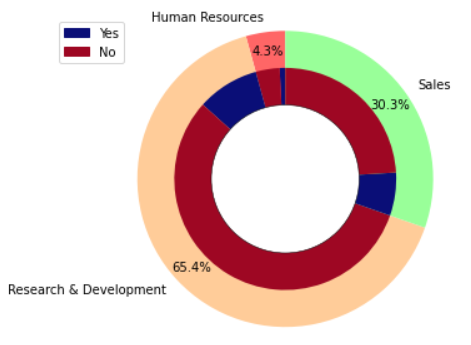 Human Resources
Yes
No
4.3%
Sales
30.3%
65.4%
Research & Development